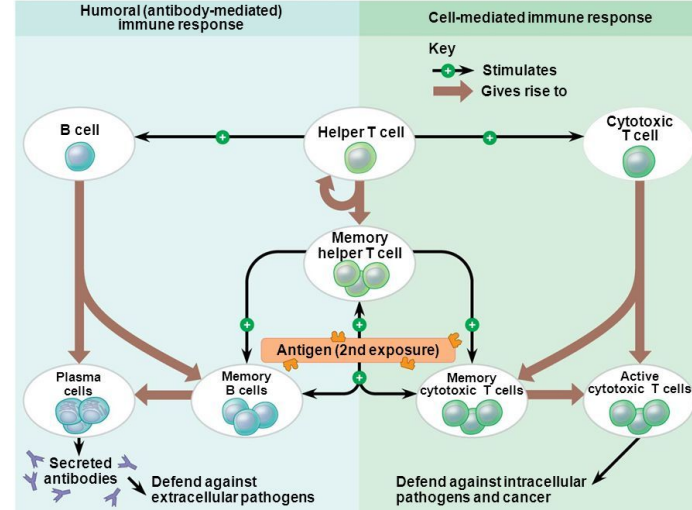 Humoral (antibody-mediated)
immune response
Cell-mediated immune response
Key
+ Stimulates
Gives rise to
B cell
+
Helper T cell
+
Cytotoxic
T cell
Memory
helper T cell
+
+
+
Antigen (2nd exposure)
+
Plasma
cells
Memory
B cells
Memory
cytotoxic T cells
Active
cytotoxic T cells
Secreted
antibodies
Defend against
extracellular pathogens
Defend against intracellular
pathogens and cancer